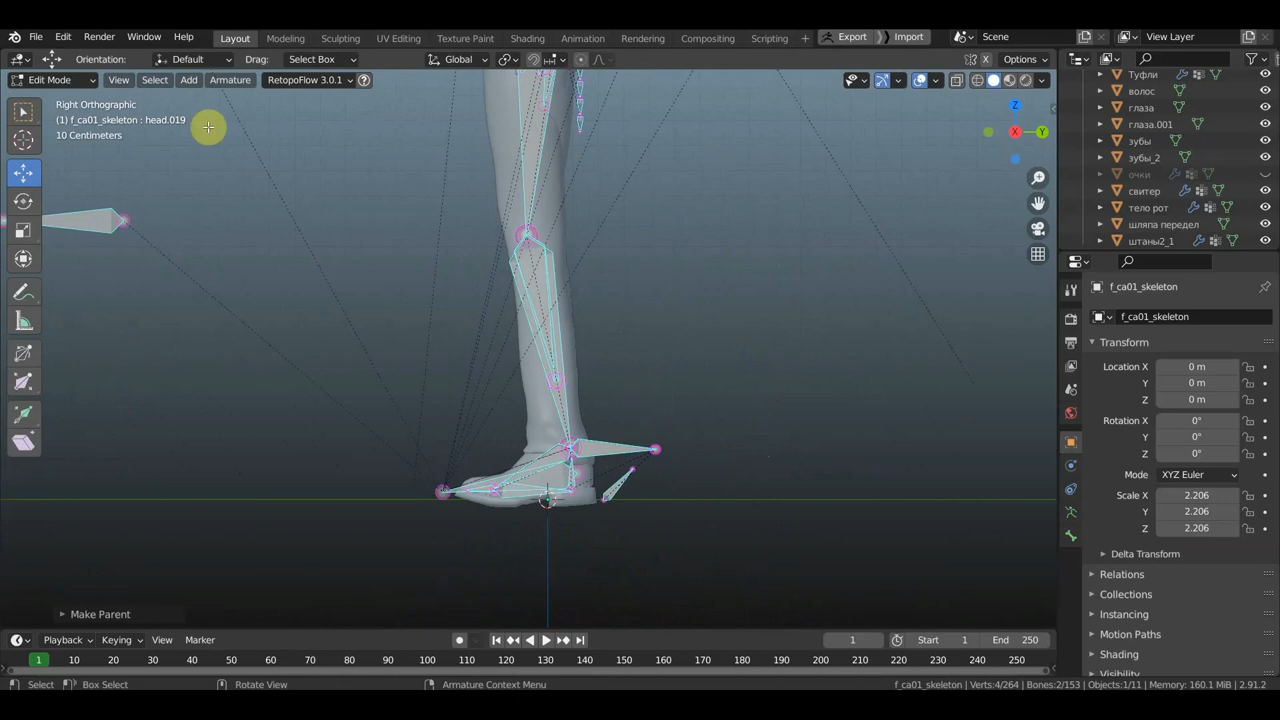 File Edit Render Window Help Layout Modeling Sculpting UV Editing Texture Paint Shading Animation Rendering Compositing Scripting + Export Import Scene View Layer
Orientation: Default Drag: Select Box Global Options
Edit Mode View Select Add Armature RetopoFlow 3.0.1
Right Orthographic
(1) f_ca01_skeleton : head.019
10 Centimeters
Z
X
Y
Туфли
волос
глаза
глаза.001
зубы
зубы_2
очки
свитер
тело рот
шляпа передел
штаны2_1
f_ca01_skeleton
f_ca01_skeleton
Transform
Location X 0 m
Y 0 m
Z 0 m
Rotation X 0°
Y 0°
Z 0°
Mode XYZ Euler
Scale X 2.206
Y 2.206
Z 2.206
Delta Transform
Relations
Collections
Instancing
Motion Paths
Shading
Visibility
Make Parent
Playback Keying View Marker 1 Start 1 End 250
1 10 20 30 40 50 60 70 80 90 100 110 120 130 140 150 160 170 180 190 200 210 220 230 240 250
Select Box Select Rotate View Armature Context Menu f_ca01_skeleton | Verts:4/264 | Bones:2/153 | Objects:1/11 | Memory: 160.1 MiB | 2.91.2